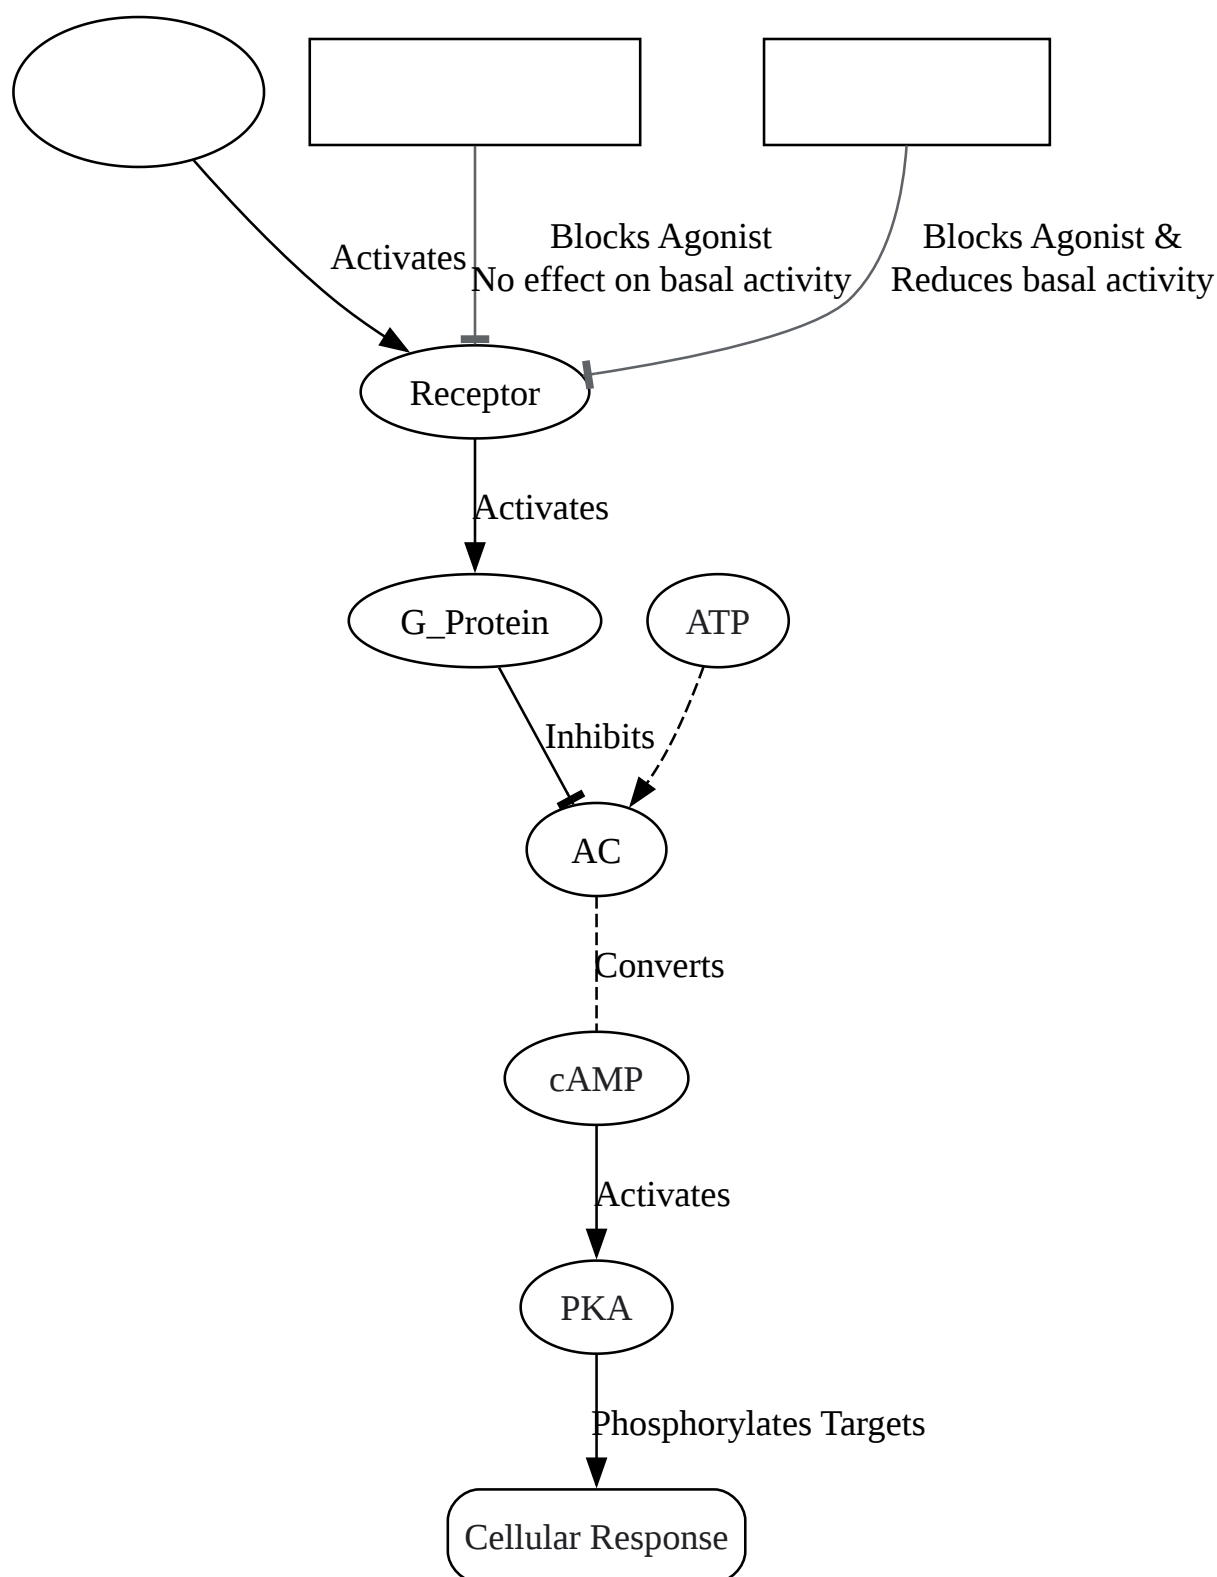 Activates
Blocks Agonist
No effect on basal activity
Blocks Agonist &
Reduces basal activity
Receptor
Activates
G_Protein
ATP
Inhibits
AC
Converts
cAMP
Activates
PKA
Phosphorylates Targets
Cellular Response